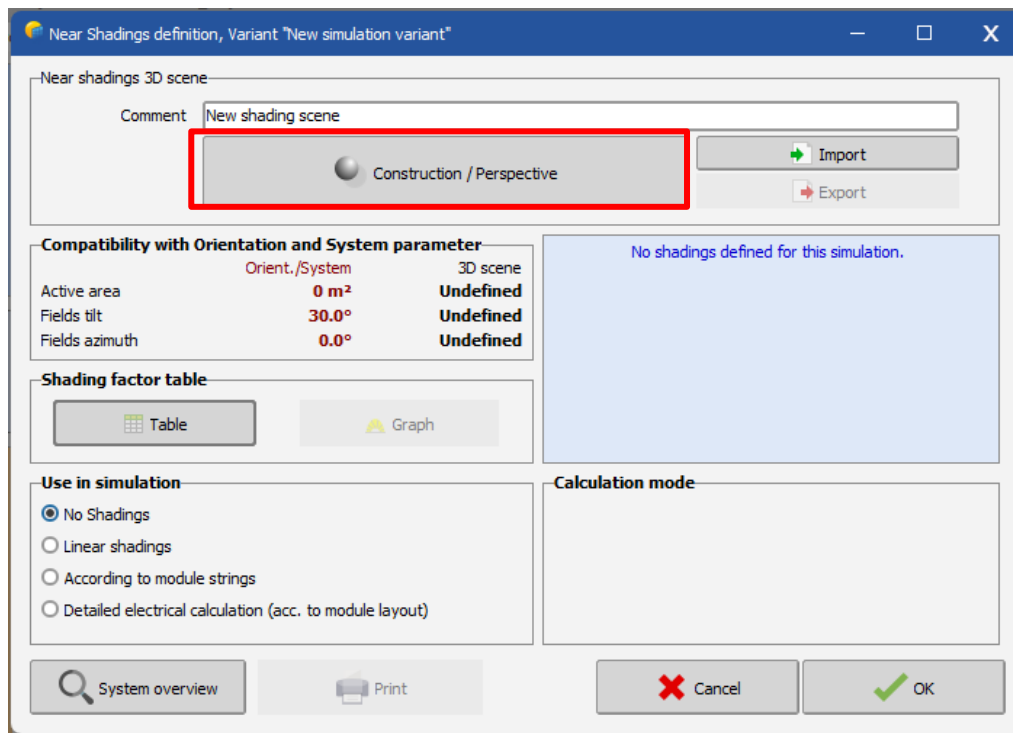 Near Shadings definition, Variant "New simulation variant"
Near shadings 3D scene
Comment New shading scene
Construction / Perspective
Import
Export
Compatibility with Orientation and System parameter
Orient./System 3D scene
Active area 0 m² Undefined
Fields tilt 30.0° Undefined
Fields azimuth 0.0° Undefined
No shadings defined for this simulation.
Shading factor table
Table Graph
Use in simulation
No Shadings
Linear shadings
According to module strings
Detailed electrical calculation (acc. to module layout)
Calculation mode
System overview Print Cancel OK